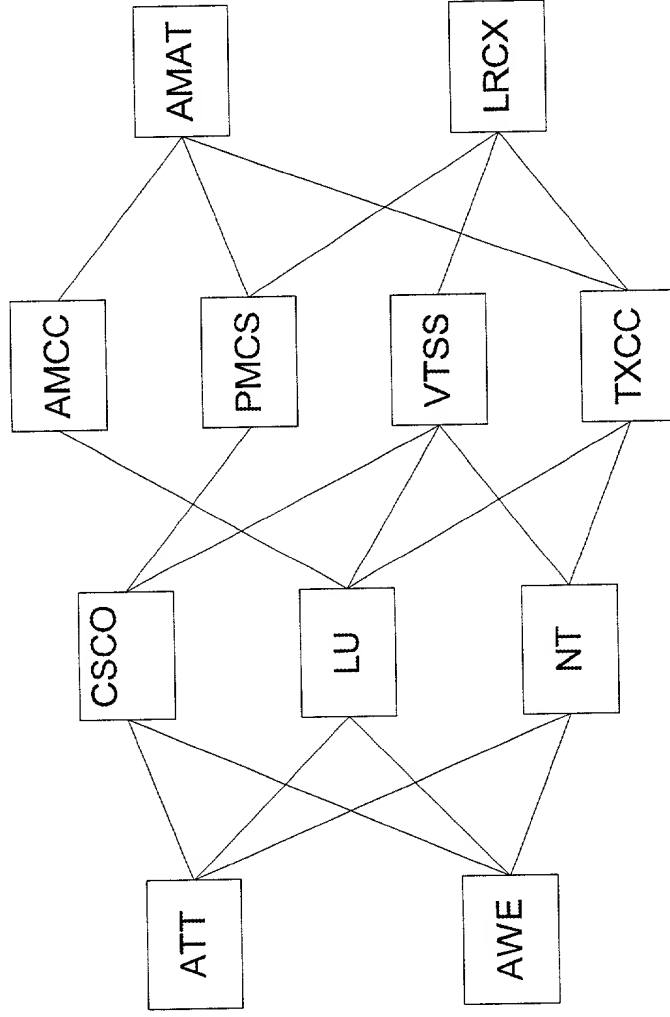 ATT
AWE
CSCO
LU
NT
AMCC
PMCS
VTSS
TXCC
AMAT
LRCX